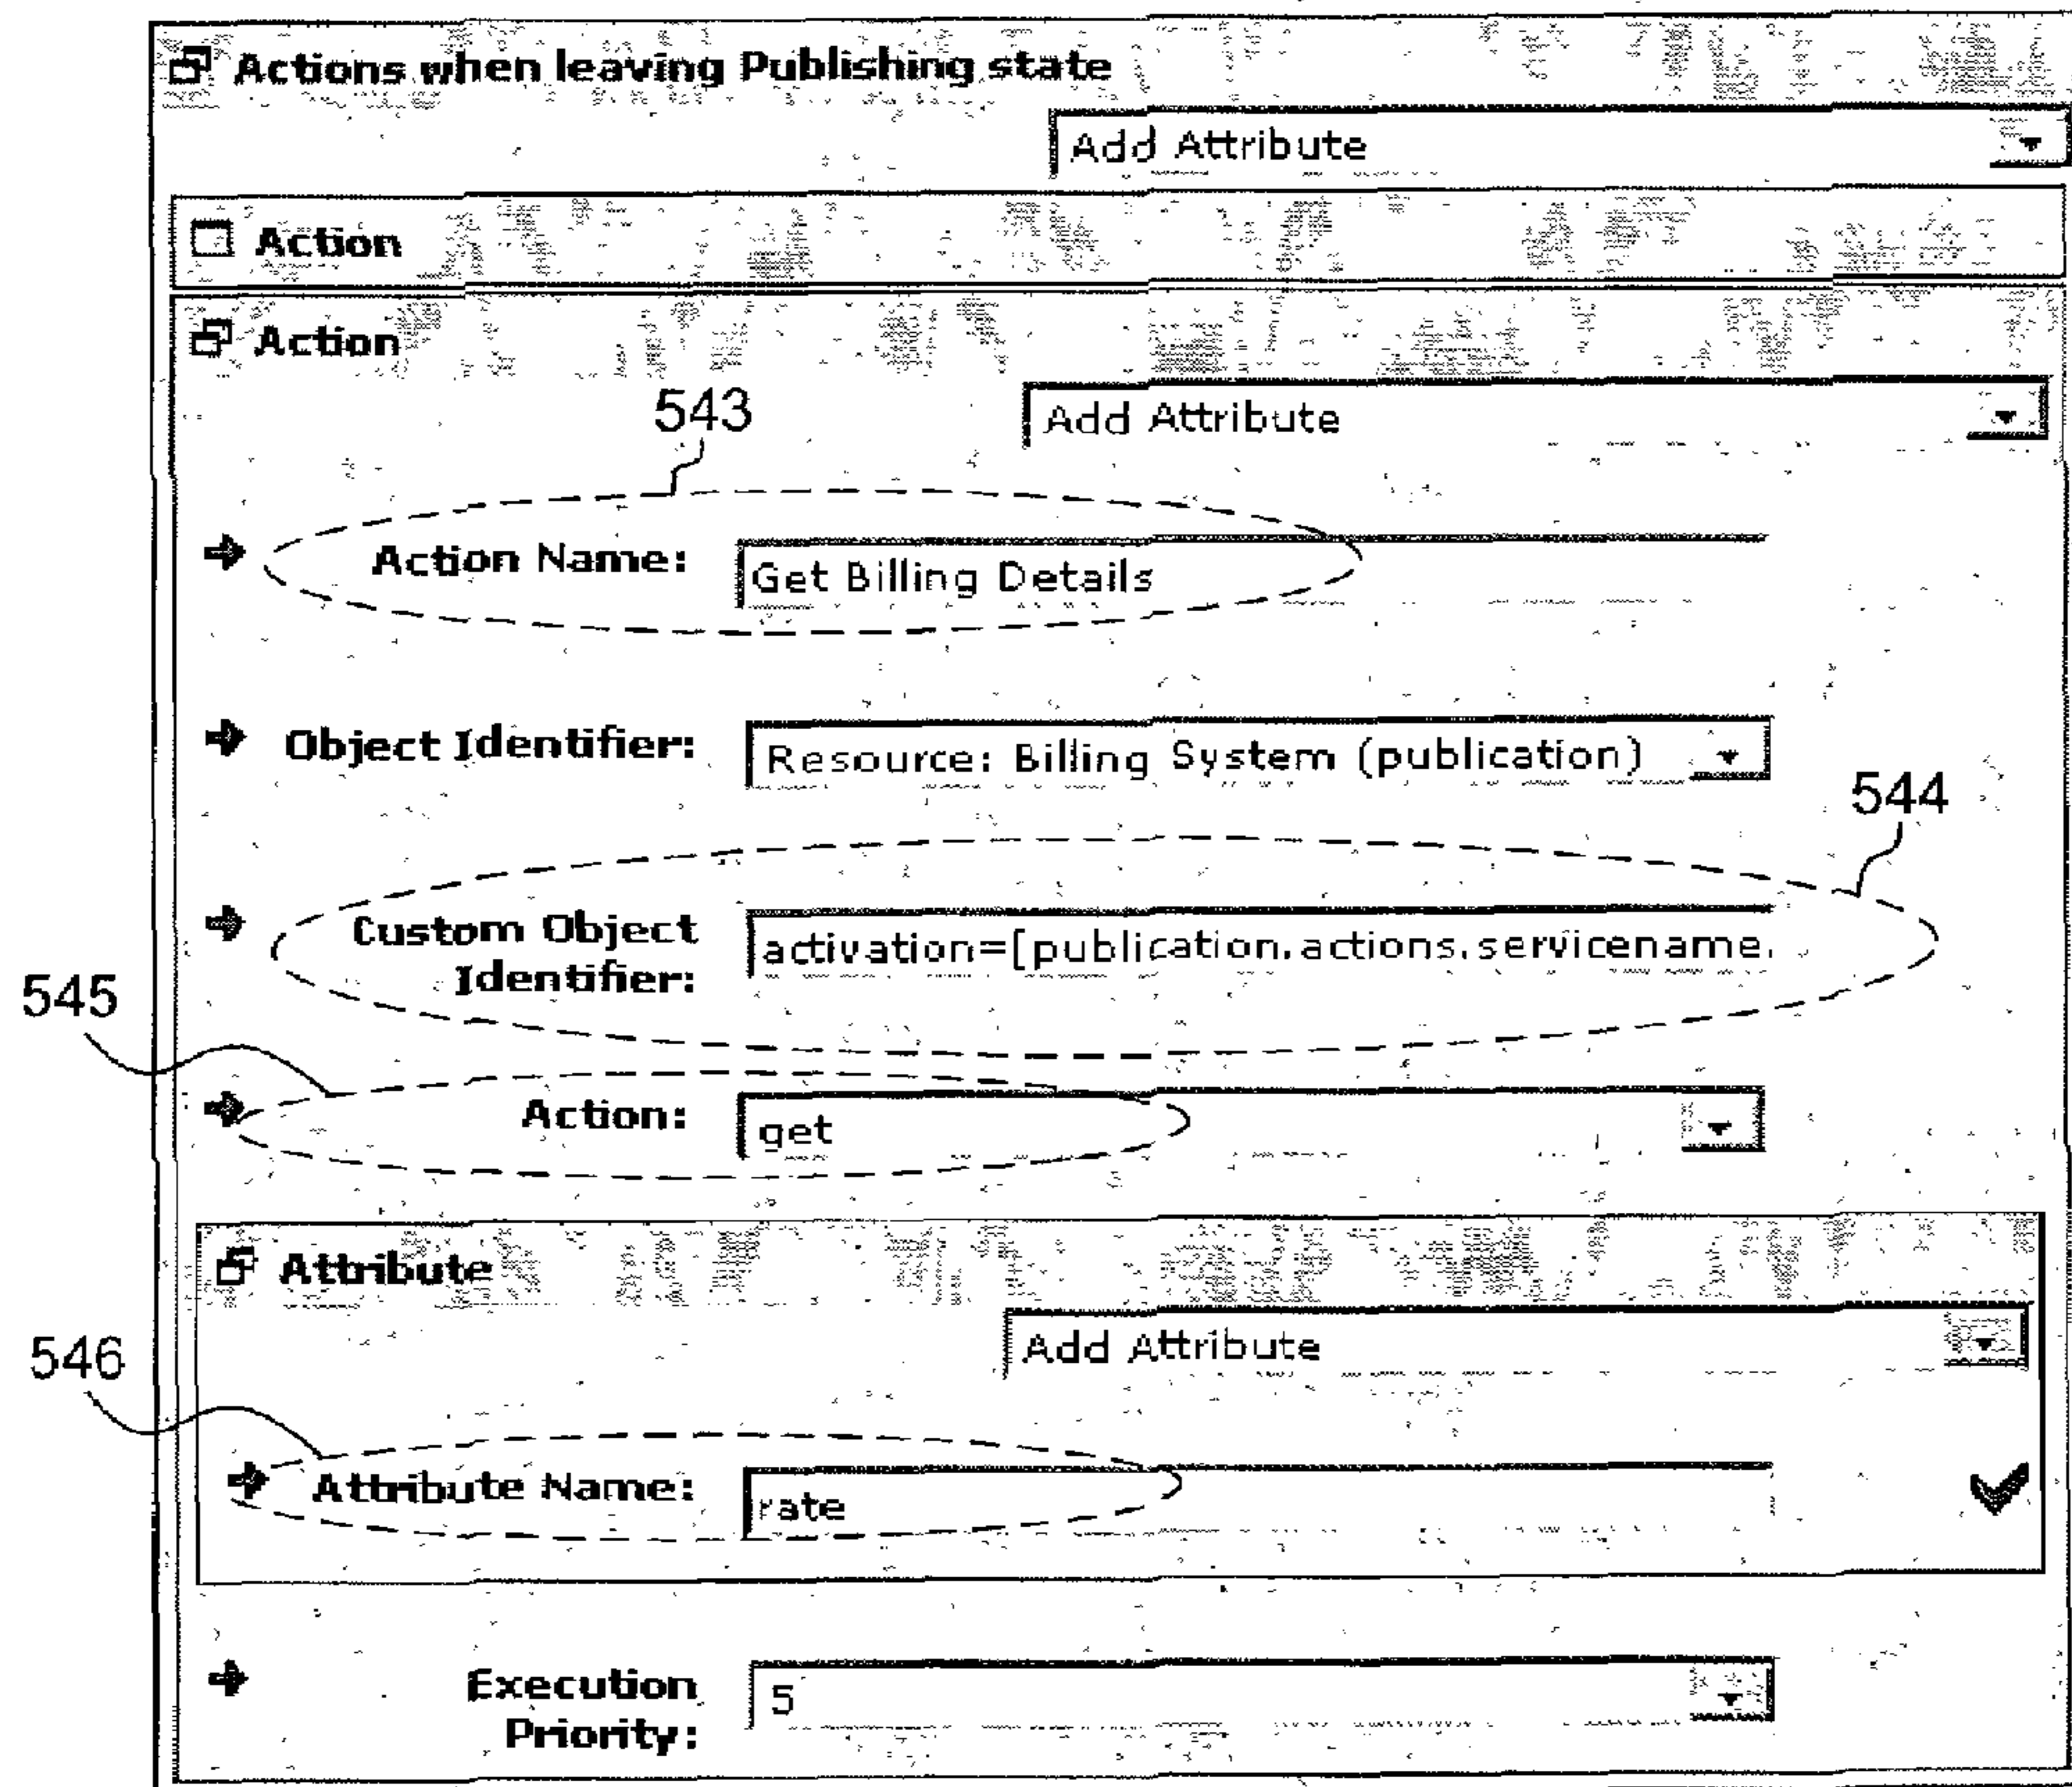 Actions when leaving Publishing state
Add Attribute
Action
Action
543
Add Attribute
Action Name:
Get Billing Details
Object Identifier:
Resource: Billing System (publication)
544
Custom Object
Identifier:
activation=[publication.actions.servicename.
545
Action:
get
Attribute
Add Attribute
546
Attribute Name:
rate
Execution
Priority:
5